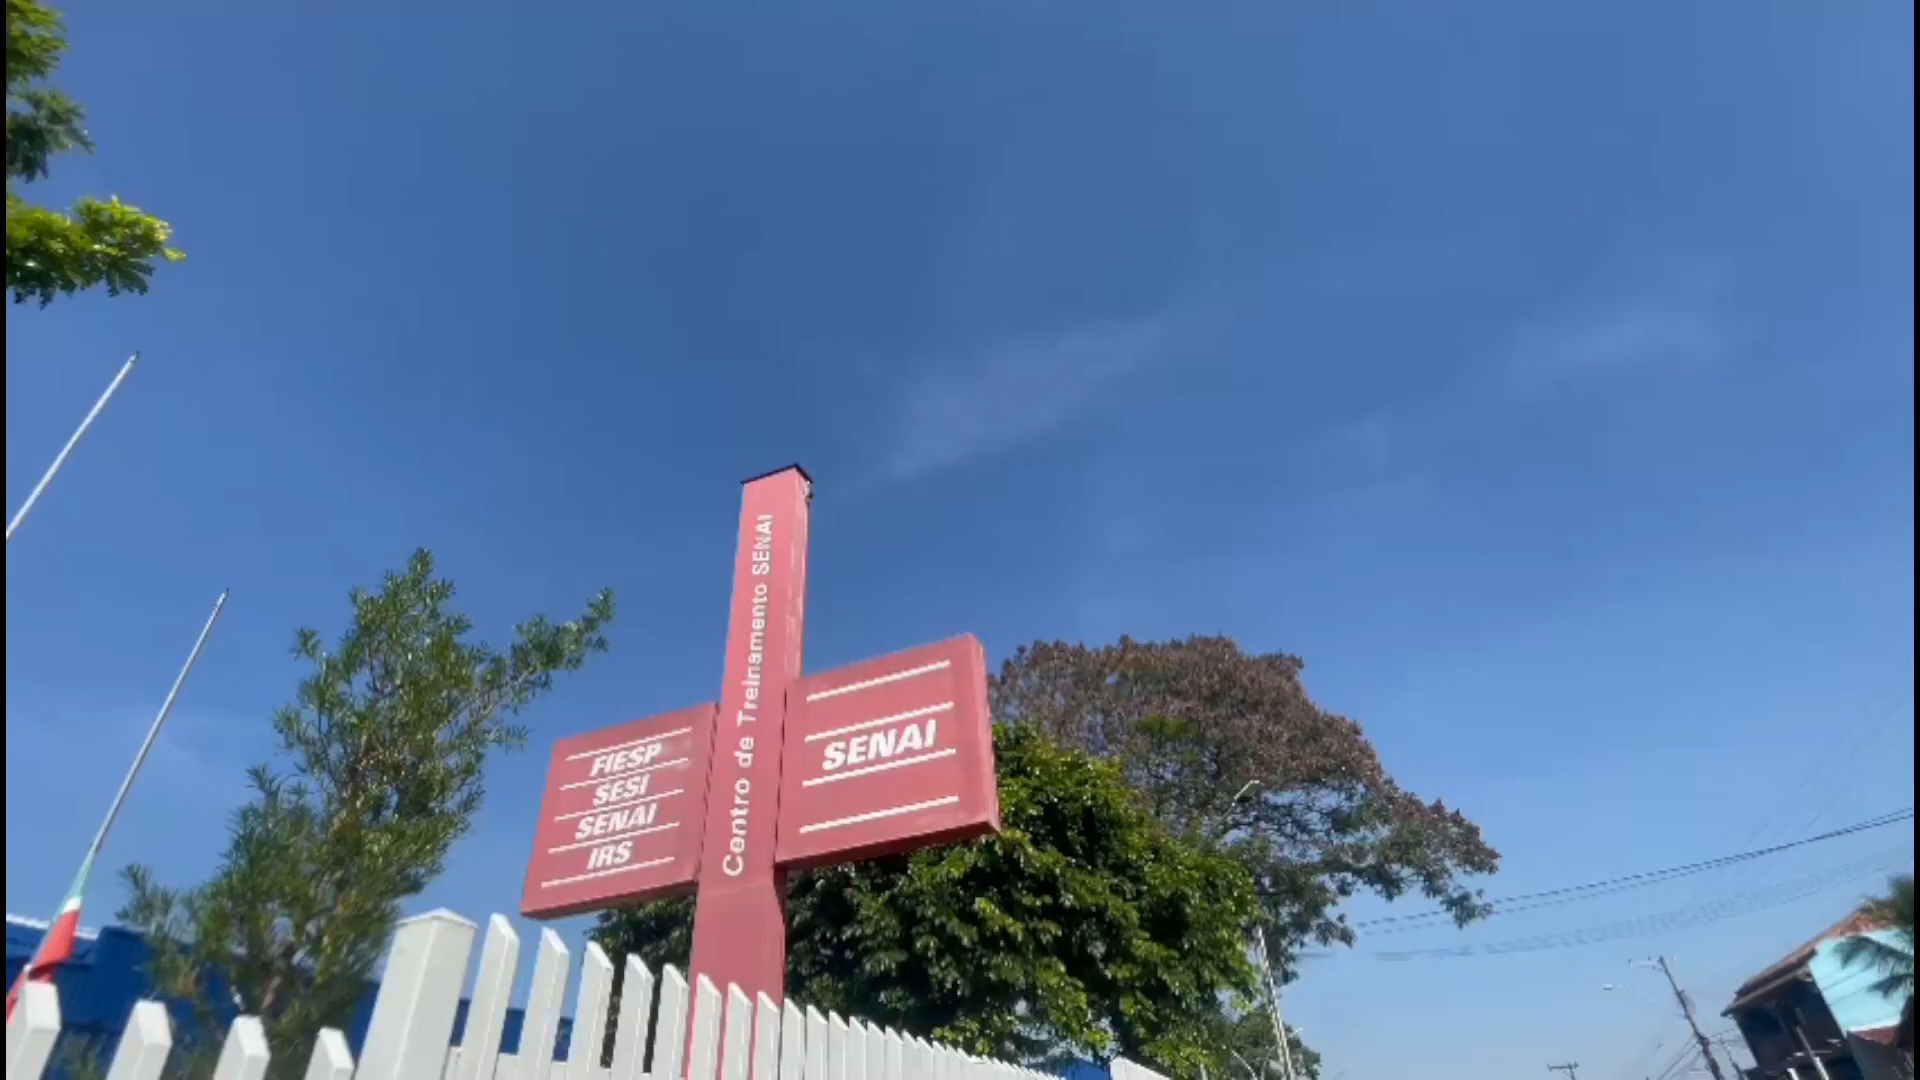 Centro de Treinamento SENAI
FIESP
SESI
SENAI
IRS
SENAI